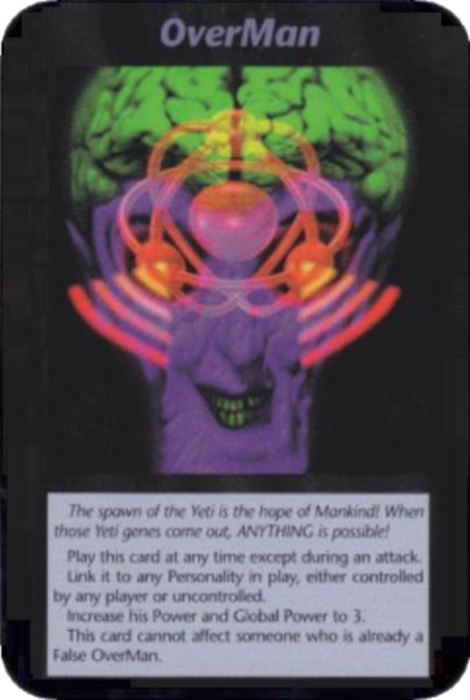 OverMan
The spawn of the Yeti is the hope of Mankind! When
those Yeti genes come out, ANYTHING is possible!
Play this card at any time except during an attack.
Link it to any Personality in play, either controlled
by any player or uncontrolled.
Increase his Power and Global Power to 3.
This card cannot affect someone who is already a
False OverMan.